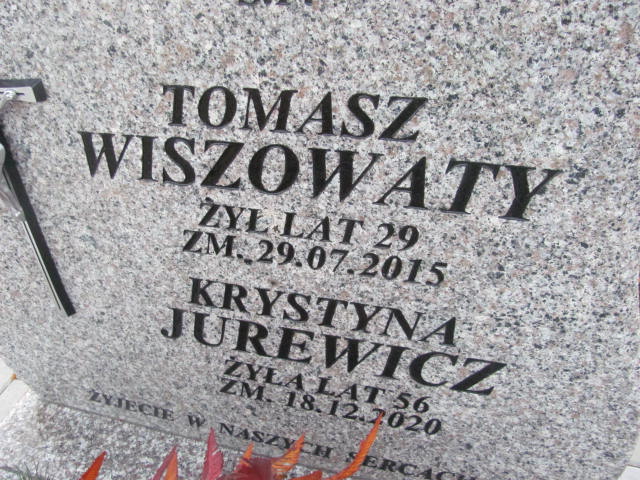 TOMASZ
WISZOWATY
ŻYŁ LAT 29
ZM. 29.07.2015
KRYSTYNA
JUREWICZ
ŻYŁA LAT 56
ZM. 18.12.2020
ŻYJECIE W NASZYCH SERCACH